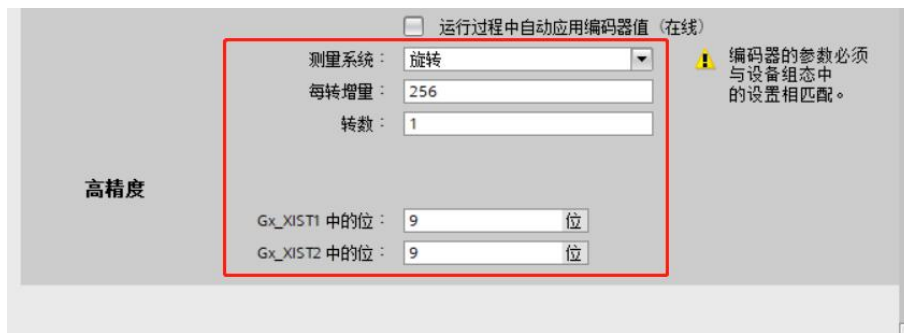 运行过程中自动应用编码器值（在线）
测量系统： 旋转
编码器的参数必须
与设备组态中
的设置相匹配。
每转增量： 256
转数： 1
高精度
Gx_XIST1 中的位： 9 位
Gx_XIST2 中的位： 9 位